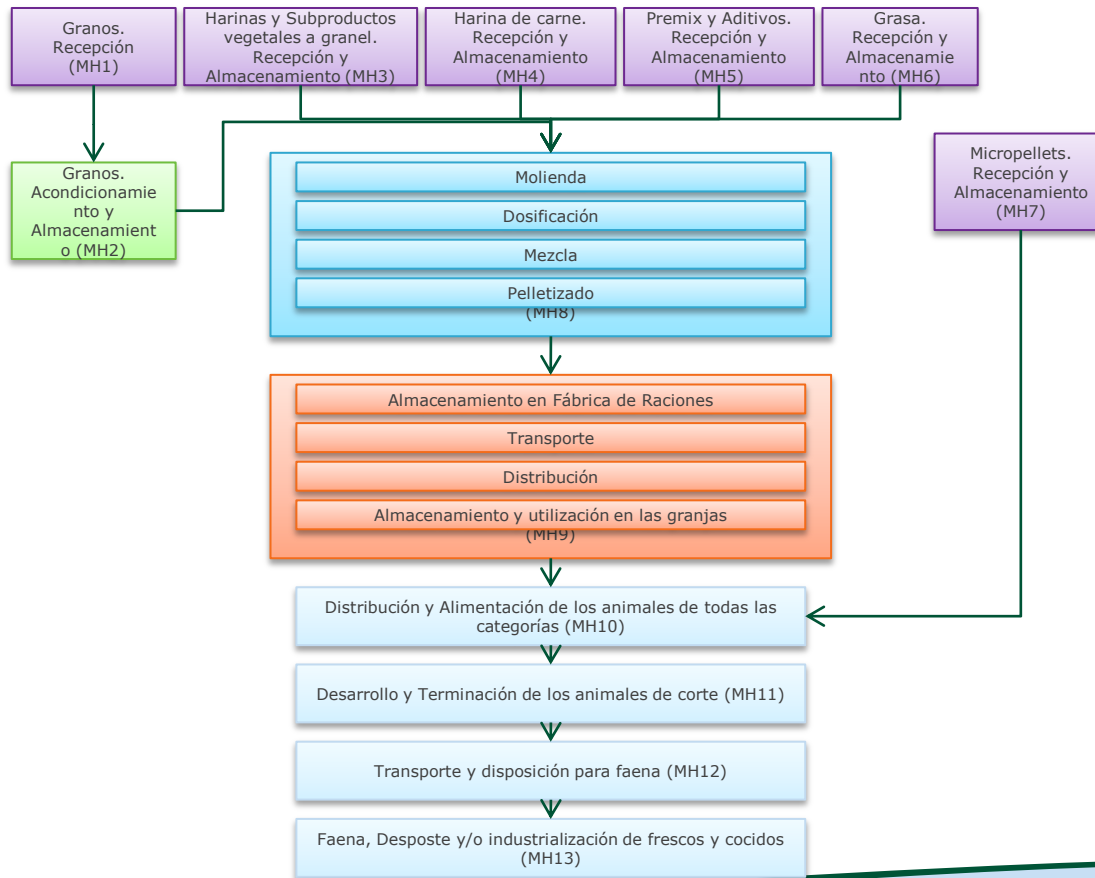 Granos.
Recepción
(MH1)
Harinas y Subproductos
vegetales a granel.
Recepción y
Almacenamiento (MH3)
Harina de carne.
Recepción y
Almacenamiento
(MH4)
Premix y Aditivos.
Recepción y
Almacenamiento
(MH5)
Grasa.
Recepción y
Almacenamie
nto (MH6)
Granos.
Acondicionamie
nto y
Almacenamient
o (MH2)
Micropellets.
Recepción y
Almacenamiento
(MH7)
Molienda
Dosificación
Mezcla
Pelletizado
(MH8)
Almacenamiento en Fábrica de Raciones
Transporte
Distribución
Almacenamiento y utilización en las granjas
(MH9)
Distribución y Alimentación de los animales de todas las
categorías (MH10)
Desarrollo y Terminación de los animales de corte (MH11)
Transporte y disposición para faena (MH12)
Faena, Desposte y/o industrialización de frescos y cocidos
(MH13)